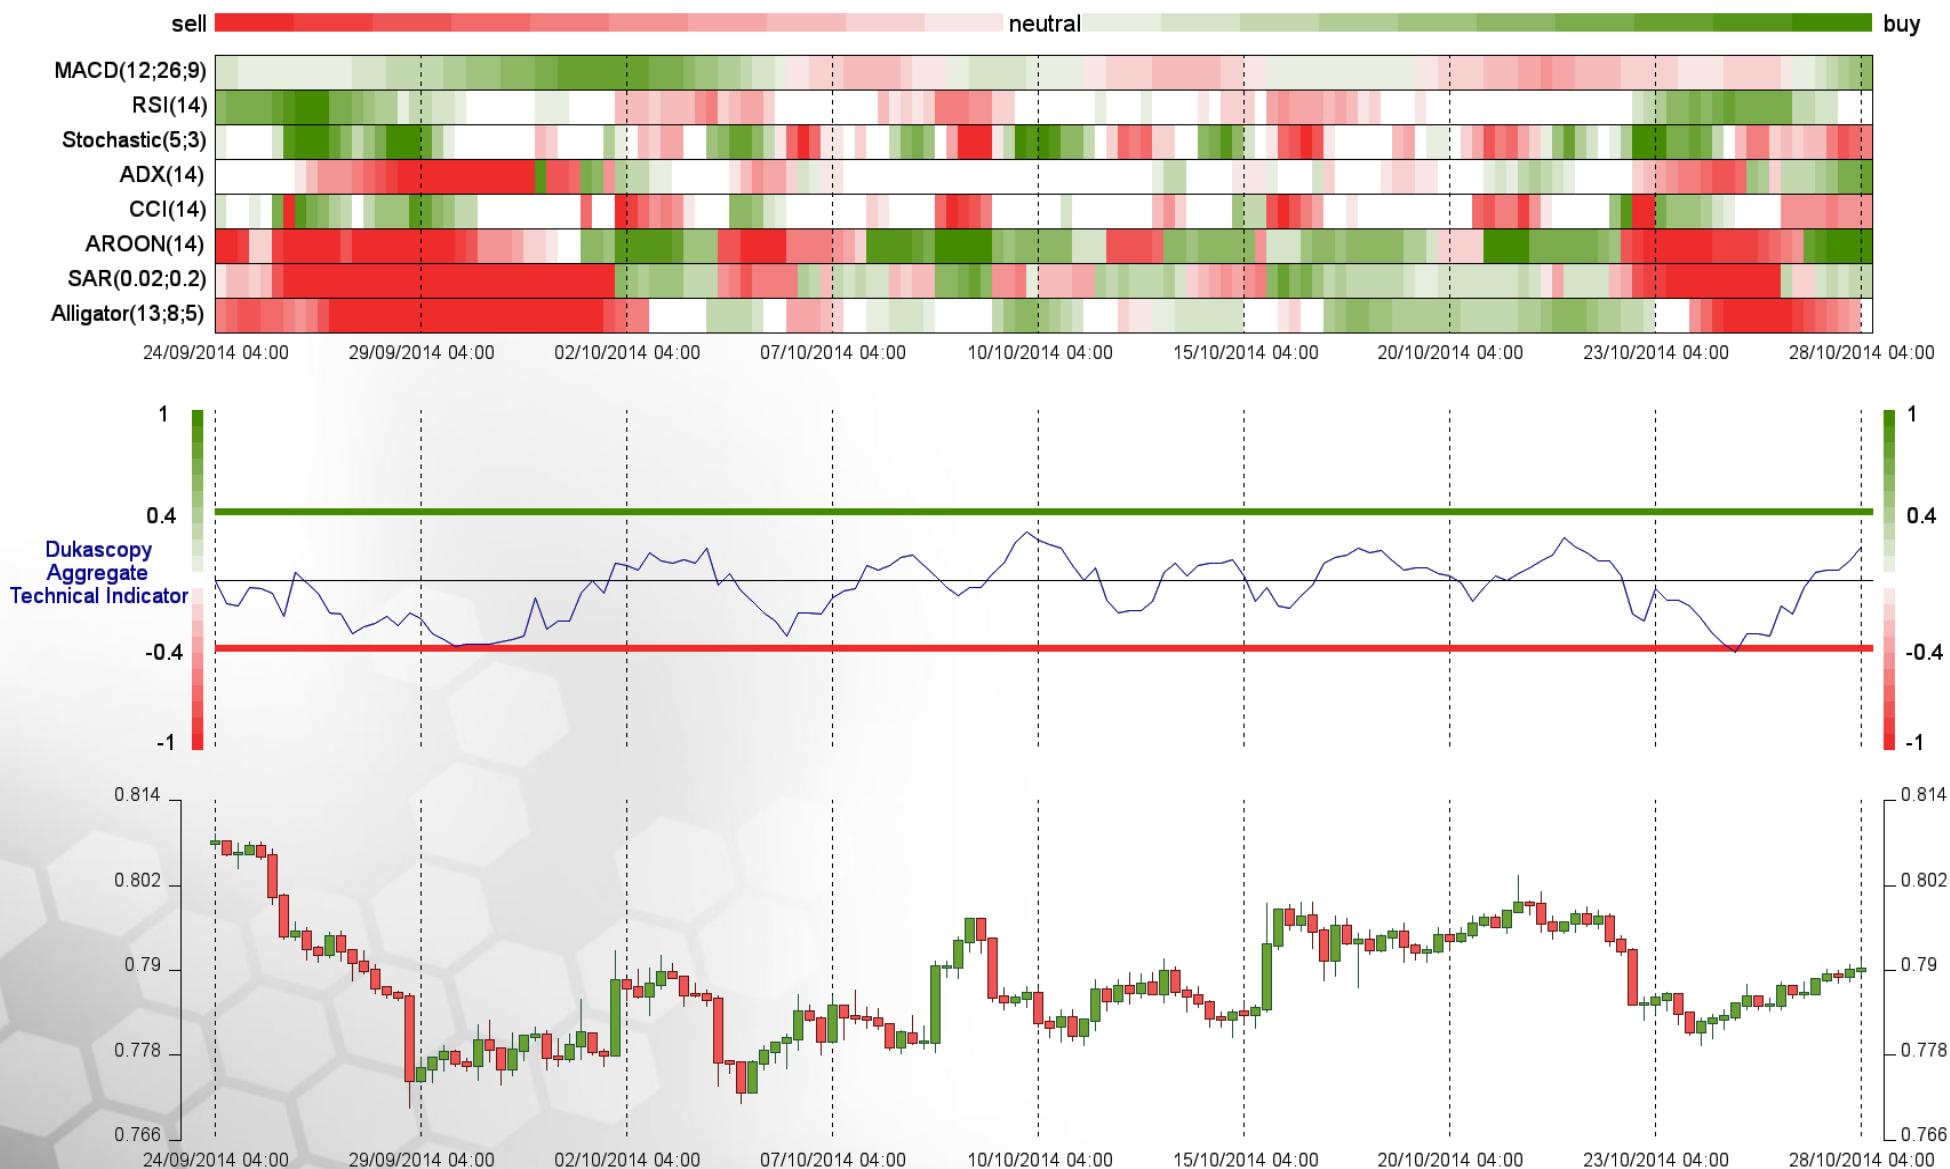 sell neutral buy
MACD(12;26;9)
RSI(14)
Stochastic(5;3)
ADX(14)
CCI(14)
AROON(14)
SAR(0.02;0.2)
Alligator(13;8;5)
24/09/2014 04:00 29/09/2014 04:00 02/10/2014 04:00 07/10/2014 04:00 10/10/2014 04:00 15/10/2014 04:00 20/10/2014 04:00 23/10/2014 04:00 28/10/2014 04:00
1 1
0.4 0.4
Dukascopy
Aggregate
Technical Indicator
-0.4 -0.4
-1 -1
0.814 0.814
0.802 0.802
0.79 0.79
0.778 0.778
0.766 0.766
24/09/2014 04:00 29/09/2014 04:00 02/10/2014 04:00 07/10/2014 04:00 10/10/2014 04:00 15/10/2014 04:00 20/10/2014 04:00 23/10/2014 04:00 28/10/2014 04:00